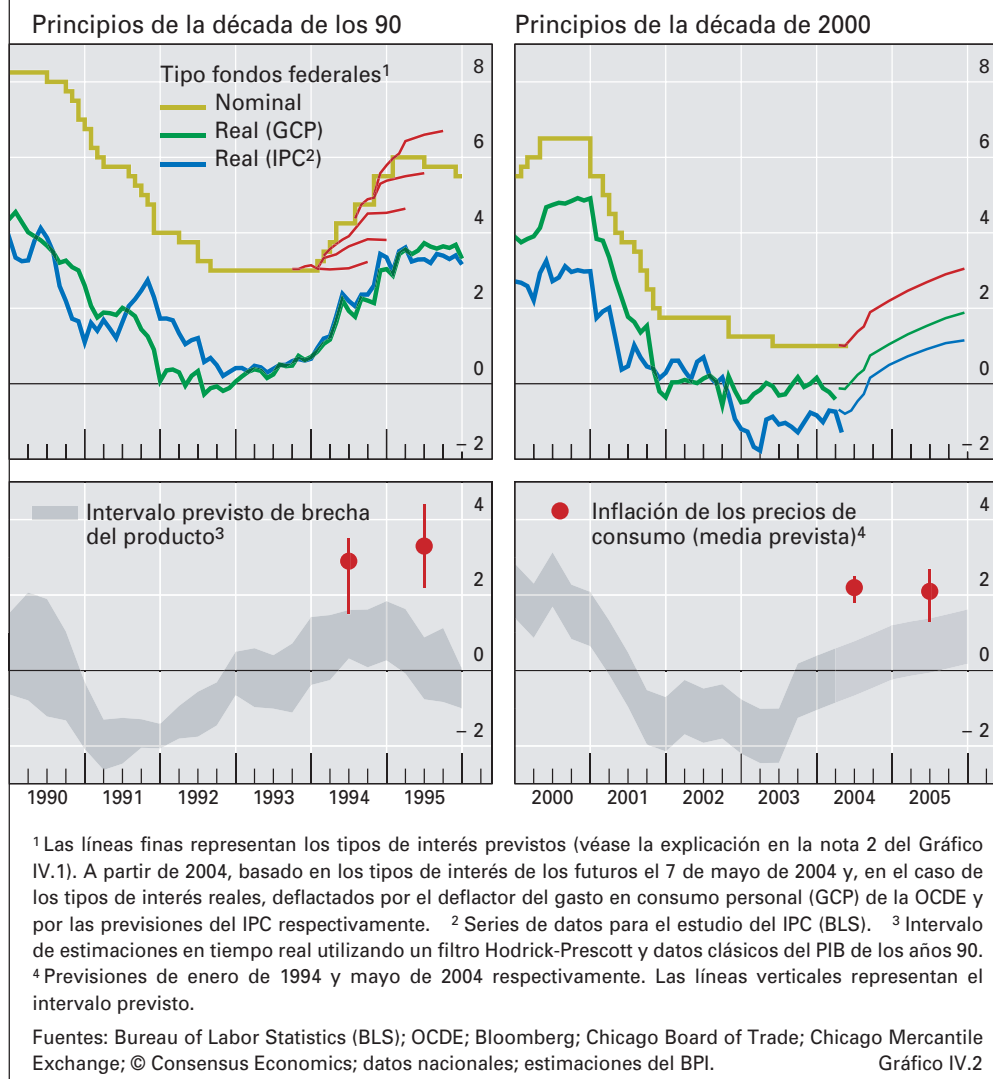 Principios de la década de los 90
Principios de la década de 2000
Tipo fondos federales¹
Nominal
Real (GCP)
Real (IPC²)
8
6
4
2
0
– 2
8
6
4
2
0
– 2
Intervalo previsto de brecha
del producto³
4
2
0
– 2
Inflación de los precios de
consumo (media prevista)⁴
4
2
0
– 2
1990 1991 1992 1993 1994 1995
2000 2001 2002 2003 2004 2005
¹ Las líneas finas representan los tipos de interés previstos (véase la explicación en la nota 2 del Gráfico
IV.1). A partir de 2004, basado en los tipos de interés de los futuros el 7 de mayo de 2004 y, en el caso de
los tipos de interés reales, deflactados por el deflactor del gasto en consumo personal (GCP) de la OCDE y
por las previsiones del IPC respectivamente. ² Series de datos para el estudio del IPC (BLS). ³ Intervalo
de estimaciones en tiempo real utilizando un filtro Hodrick-Prescott y datos clásicos del PIB de los años 90.
⁴ Previsiones de enero de 1994 y mayo de 2004 respectivamente. Las líneas verticales representan el
intervalo previsto.
Fuentes: Bureau of Labor Statistics (BLS); OCDE; Bloomberg; Chicago Board of Trade; Chicago Mercantile
Exchange; © Consensus Economics; datos nacionales; estimaciones del BPI. Gráfico IV.2